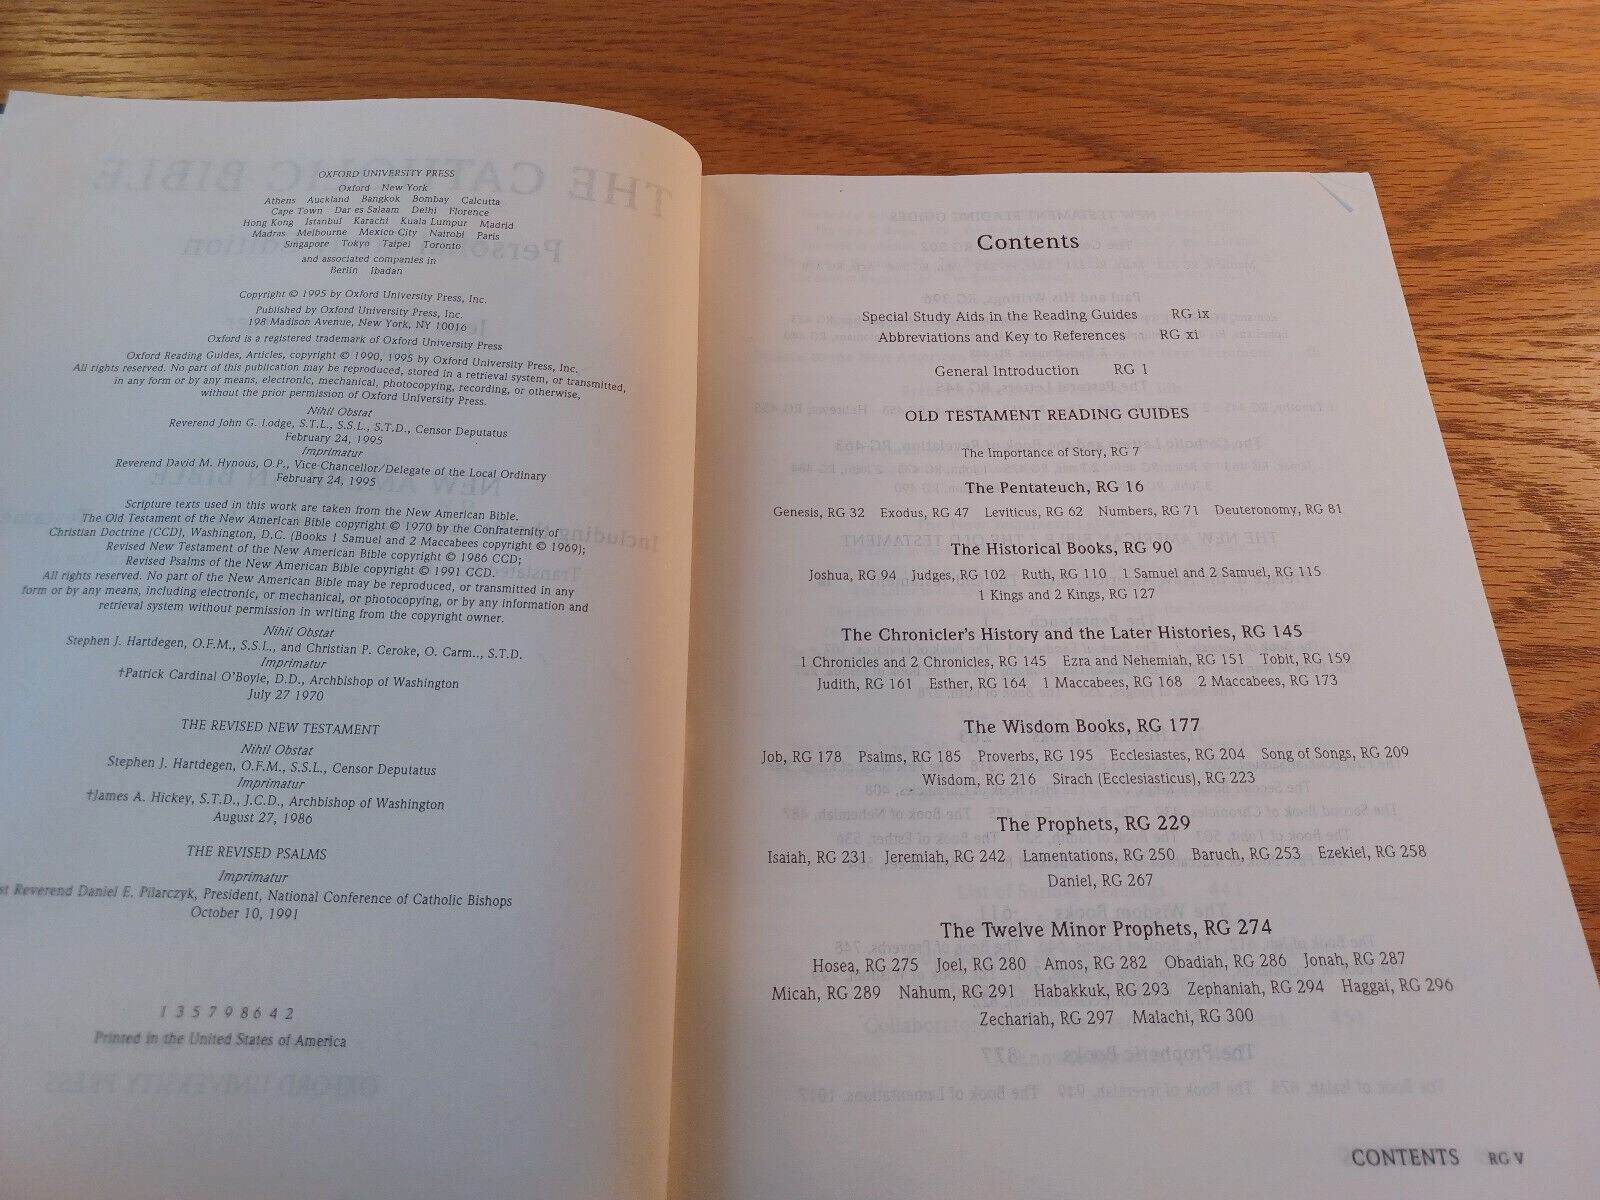 OXFORD UNIVERSITY PRESS
Oxford New York
Athens Auckland Bangkok Bombay Calcutta
Cape Town Dar es Salaam Delhi Florence
Hong Kong Istanbul Karachi Kuala Lumpur Madrid
Madras Melbourne Mexico City Nairobi Paris
Singapore Tokyo Taipei Toronto
and associated companies in
Berlin Ibadan
Copyright © 1995 by Oxford University Press, Inc.
Published by Oxford University Press, Inc.
198 Madison Avenue, New York, NY 10016
Oxford is a registered trademark of Oxford University Press
Oxford Reading Guides, Articles, copyright © 1990, 1995 by Oxford University Press, Inc.
All rights reserved. No part of this publication may be reproduced, stored in a retrieval system, or transmitted,
in any form or by any means, electronic, mechanical, photocopying, recording, or otherwise,
without the prior permission of Oxford University Press.
Nihil Obstat
Reverend John G. Lodge, S.T.L., S.S.L., S.T.D., Censor Deputatus
February 24, 1995
Imprimatur
Reverend David M. Hynous, O.P., Vice Chancellor/Delegate of the Local Ordinary
February 24, 1995
Scripture texts used in this work are taken from the New American Bible.
The Old Testament of the New American Bible copyright © 1970 by the Confraternity of
Christian Doctrine (CCD), Washington, D.C. (Books 1 Samuel and 2 Maccabees copyright © 1969);
Revised New Testament of the New American Bible copyright © 1986 CCD;
Revised Psalms of the New American Bible copyright © 1991 CCD.
All rights reserved. No part of the New American Bible may be reproduced, or transmitted in any
form or by any means, including electronic, or mechanical, or photocopying, or by any information and
retrieval system without permission in writing from the copyright owner.
Nihil Obstat
Stephen J. Hartdegen, O.F.M., S.S.L., and Christian P. Ceroke, O. Carm.., S.T.D.
Imprimatur
†Patrick Cardinal O'Boyle, D.D., Archbishop of Washington
July 27 1970
THE REVISED NEW TESTAMENT
Nihil Obstat
Stephen J. Hartdegen, O.F.M., S.S.L., Censor Deputatus
Imprimatur
†James A. Hickey, S.T.D., J.C.D., Archbishop of Washington
August 27, 1986
THE REVISED PSALMS
Imprimatur
Reverend Daniel E. Pilarczyk, President, National Conference of Catholic Bishops
October 10, 1991
1 3 5 7 9 8 6 4 2
Printed in the United States of America
Contents
Special Study Aids in the Reading Guides RG ix
Abbreviations and Key to References RG xi
General Introduction RG 1
OLD TESTAMENT READING GUIDES
The Importance of Story, RG 7
The Pentateuch, RG 16
Genesis, RG 32 Exodus, RG 47 Leviticus, RG 62 Numbers, RG 71 Deuteronomy, RG 81
The Historical Books, RG 90
Joshua, RG 94 Judges, RG 102 Ruth, RG 110 1 Samuel and 2 Samuel, RG 115
1 Kings and 2 Kings, RG 127
The Chronicler's History and the Later Histories, RG 145
1 Chronicles and 2 Chronicles, RG 145 Ezra and Nehemiah, RG 151 Tobit, RG 159
Judith, RG 161 Esther, RG 164 1 Maccabees, RG 168 2 Maccabees, RG 173
The Wisdom Books, RG 177
Job, RG 178 Psalms, RG 185 Proverbs, RG 195 Ecclesiastes, RG 204 Song of Songs, RG 209
Wisdom, RG 216 Sirach (Ecclesiasticus), RG 223
The Prophets, RG 229
Isaiah, RG 231 Jeremiah, RG 242 Lamentations, RG 250 Baruch, RG 253 Ezekiel, RG 258
Daniel, RG 267
The Twelve Minor Prophets, RG 274
Hosea, RG 275 Joel, RG 280 Amos, RG 282 Obadiah, RG 286 Jonah, RG 287
Micah, RG 289 Nahum, RG 291 Habakkuk, RG 293 Zephaniah, RG 294 Haggai, RG 296
Zechariah, RG 297 Malachi, RG 300
CONTENTS RG V